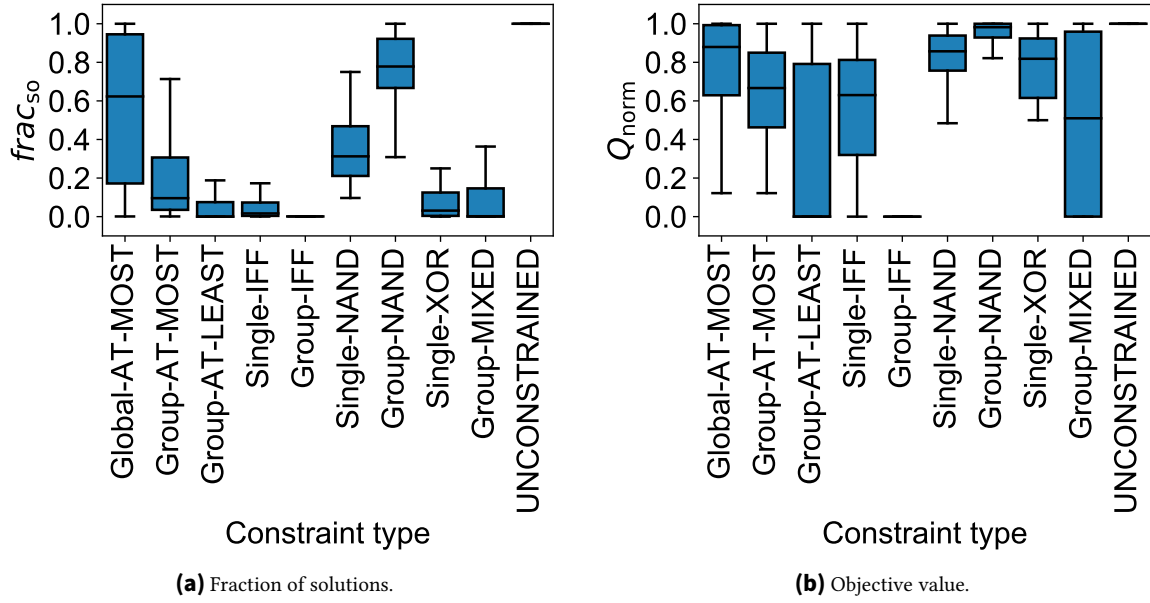 1.0
0.8
0.6
0.4
0.2
0.0
frac_so
Global-AT-MOST
Group-AT-MOST
Group-AT-LEAST
Single-IFF
Group-IFF
Single-NAND
Group-NAND
Single-XOR
Group-MIXED
UNCONSTRAINED
Constraint type
(a) Fraction of solutions.
1.0
0.8
0.6
0.4
0.2
0.0
Q_norm
Global-AT-MOST
Group-AT-MOST
Group-AT-LEAST
Single-IFF
Group-IFF
Single-NAND
Group-NAND
Single-XOR
Group-MIXED
UNCONSTRAINED
Constraint type
(b) Objective value.